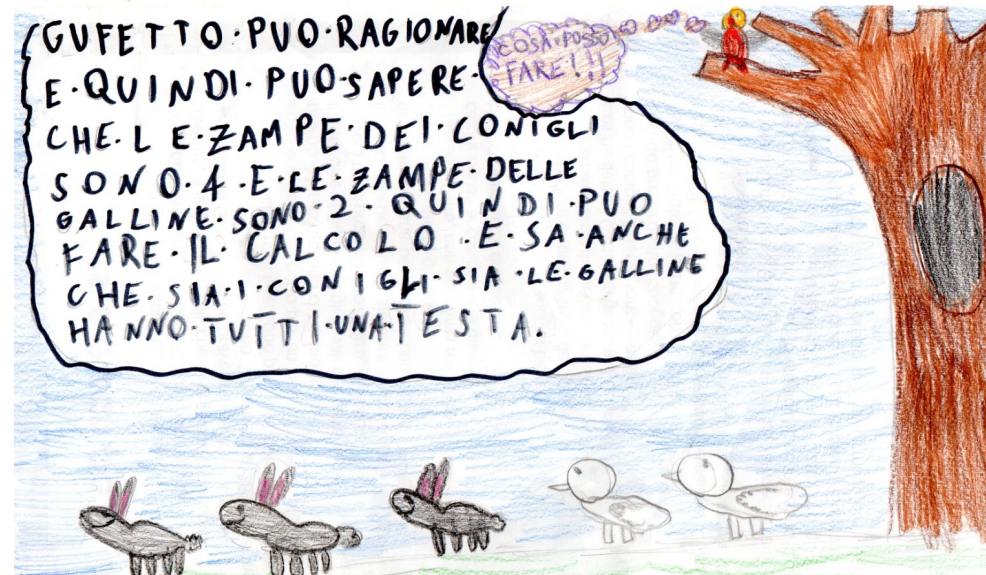 GUFETTO·PUO·RAGIONARE
E·QUINDI·PUO·SAPERE·
CHE·LE·ZAMPE·DEI·CONIGLI
SONO·4·E·LE·ZAMPE·DELLE
GALLINE·SONO·2·QUINDI·PUO
FARE·IL·CALCOLO·E·SA·ANCHE
CHE·SIA·I·CONIGLI·SIA·LE·GALLINE
HANNO·TUTTI·UNA·TESTA.
COSA·POSSO
FARE!!!